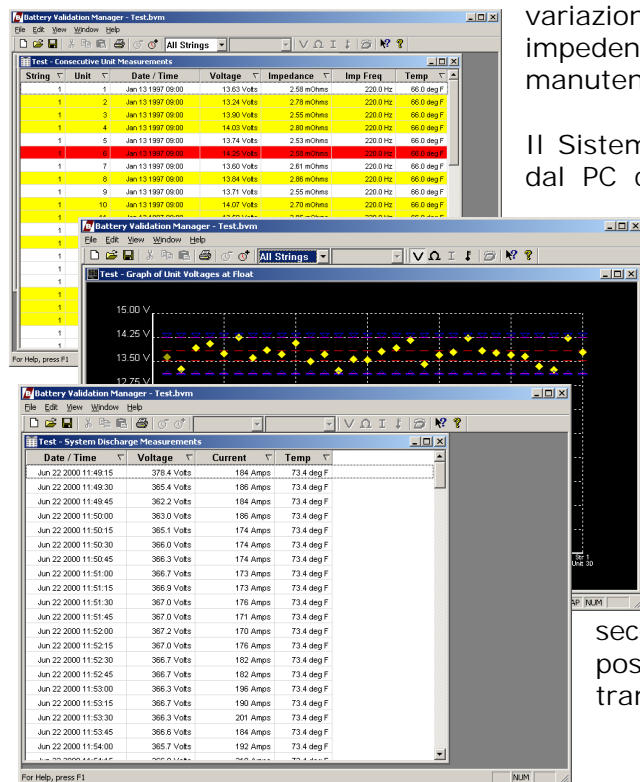 variazion
impeden
manuten
Il Sistem
dal PC d
Battery Validation Manager - Test.bvm
File Edit View Window Help
All Strings
Test - Consecutive Unit Measurements
String Unit Date / Time Voltage Impedance Imp Freq Temp
1 1 Jan 13 1997 09:00 13.63 Volts 2.58 mOhms 220.0 Hz 66.0 deg F
1 2 Jan 13 1997 09:00 13.24 Volts 2.78 mOhms 220.0 Hz 66.0 deg F
1 3 Jan 13 1997 09:00 13.90 Volts 2.55 mOhms 220.0 Hz 66.0 deg F
1 4 Jan 13 1997 09:00 14.03 Volts 2.80 mOhms 220.0 Hz 66.0 deg F
1 5 Jan 13 1997 09:00 13.74 Volts 2.53 mOhms 220.0 Hz 66.0 deg F
1 Jan 13 1997 09:00 220.0 Hz 66.0 deg F
1 7 Jan 13 1997 09:00 13.60 Volts 2.61 mOhms 220.0 Hz 66.0 deg F
1 8 Jan 13 1997 09:00 13.84 Volts 2.86 mOhms 220.0 Hz 66.0 deg F
1 9 Jan 13 1997 09:00 13.71 Volts 2.55 mOhms 220.0 Hz 66.0 deg F
1 10 Jan 13 1997 09:00 14.07 Volts 2.70 mOhms 220.0 Hz 66.0 deg F
1
1
1
1
1
1
1
1
For Help, press F1
Battery Validation Manager - Test.bvm
File Edit View Window Help
All Strings
Test - Graph of Unit Voltages at Float
15.00 V
14.25 V
13.50 V
12.75 V
Str 1
Unit 30
AP NUM
Battery Validation Manager - Test.bvm
File Edit View Window Help
Test - System Discharge Measurements
Date / Time Voltage Current Temp
Jun 22 2000 11:49:15 378.4 Volts 184 Amps 73.4 deg F
Jun 22 2000 11:49:30 365.4 Volts 186 Amps 73.4 deg F
Jun 22 2000 11:49:45 362.2 Volts 184 Amps 73.4 deg F
Jun 22 2000 11:50:00 363.0 Volts 186 Amps 73.4 deg F
Jun 22 2000 11:50:15 365.1 Volts 174 Amps 73.4 deg F
Jun 22 2000 11:50:30 366.0 Volts 174 Amps 73.4 deg F
Jun 22 2000 11:50:45 366.3 Volts 174 Amps 73.4 deg F
Jun 22 2000 11:51:00 366.7 Volts 173 Amps 73.4 deg F
Jun 22 2000 11:51:15 366.9 Volts 173 Amps 73.4 deg F
Jun 22 2000 11:51:30 367.0 Volts 176 Amps 73.4 deg F
Jun 22 2000 11:51:45 367.0 Volts 171 Amps 73.4 deg F
Jun 22 2000 11:52:00 367.2 Volts 170 Amps 73.4 deg F
Jun 22 2000 11:52:15 367.0 Volts 176 Amps 73.4 deg F
Jun 22 2000 11:52:30 366.7 Volts 182 Amps 73.4 deg F
Jun 22 2000 11:52:45 366.7 Volts 182 Amps 73.4 deg F
Jun 22 2000 11:53:00 366.3 Volts 196 Amps 73.4 deg F
Jun 22 2000 11:53:15 366.7 Volts 190 Amps 73.4 deg F
Jun 22 2000 11:53:30 366.3 Volts 201 Amps 73.4 deg F
Jun 22 2000 11:53:45 366.6 Volts 184 Amps 73.4 deg F
Jun 22 2000 11:54:00 365.7 Volts 192 Amps 73.4 deg F
For Help, press F1
NUM
sec
pos
tran